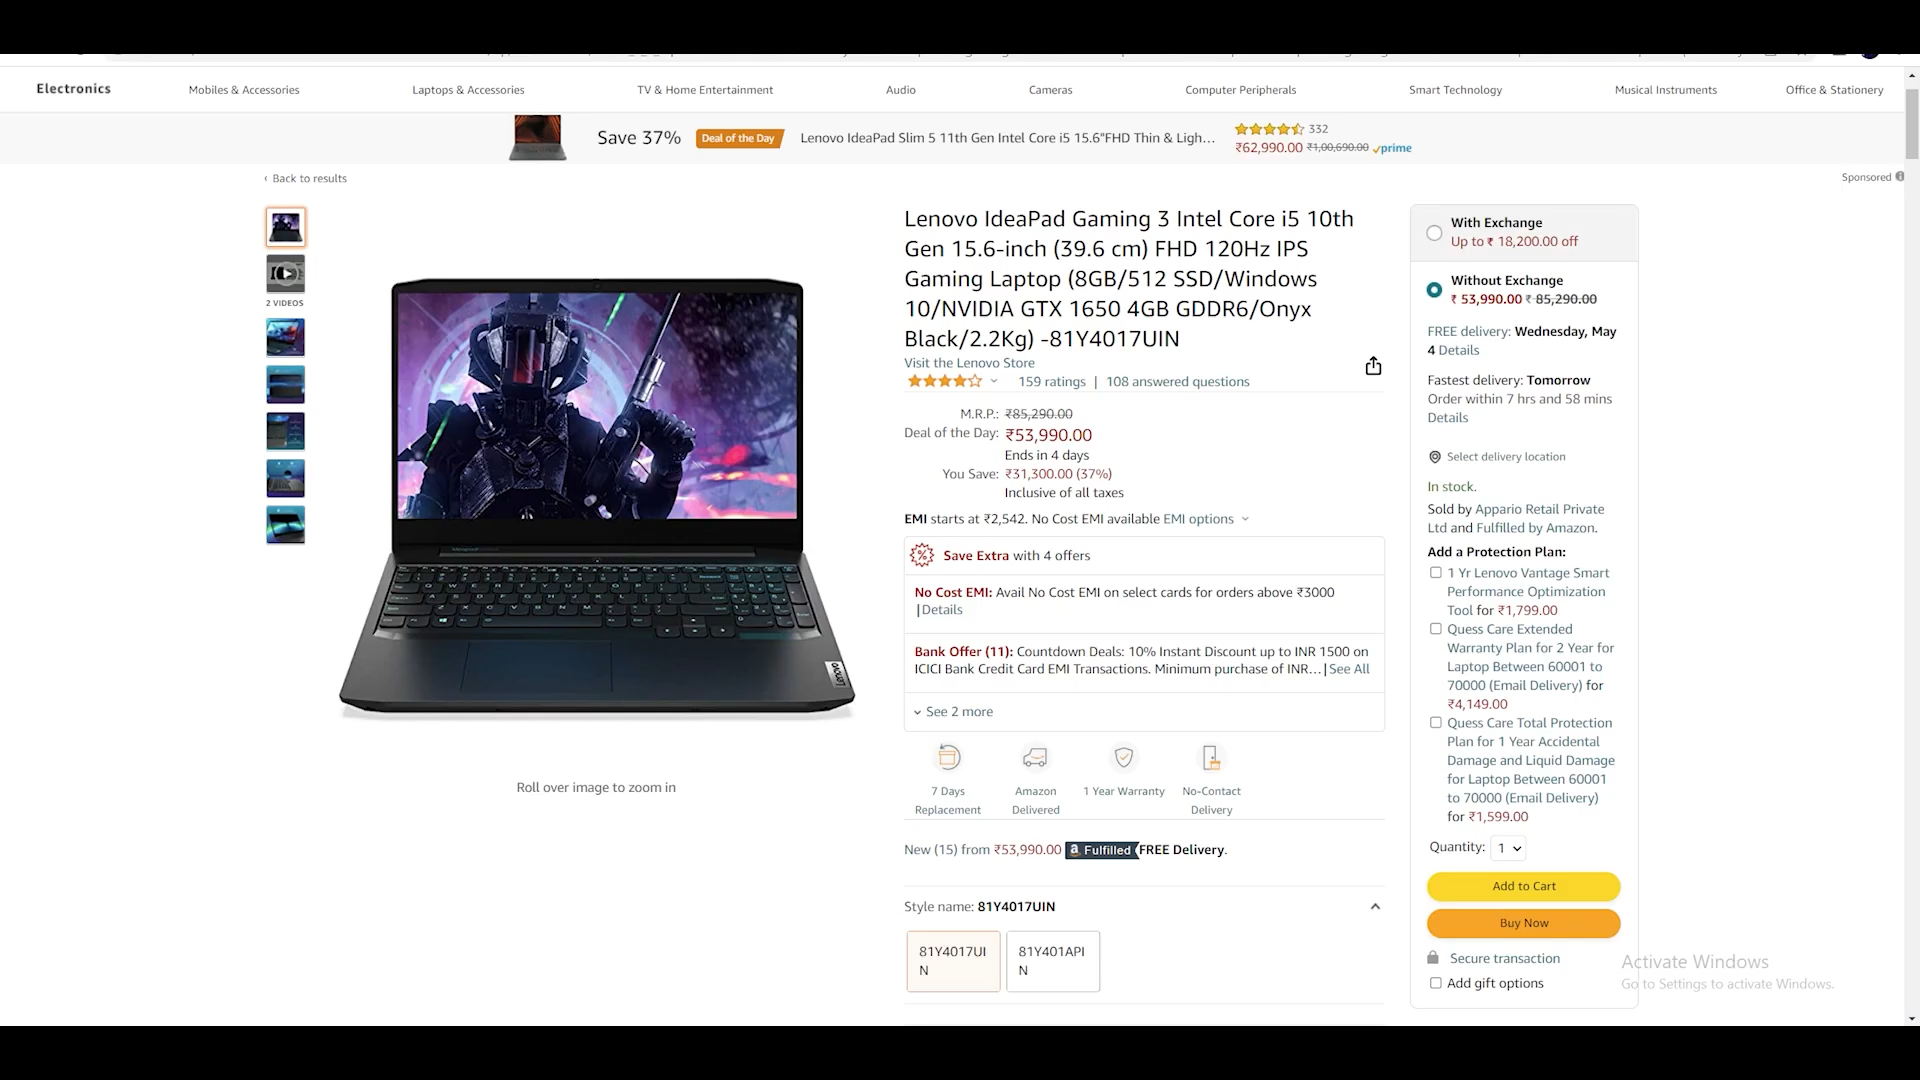 Electronics
Mobiles & Accessories
Laptops & Accessories
TV & Home Entertainment
Audio
Cameras
Computer Peripherals
Smart Technology
Musical Instruments
Office & Stationery
Save 37%
Deal of the Day
Lenovo IdeaPad Slim 5 11th Gen Intel Core i5 15.6"FHD Thin & Ligh...
332
₹62,990.00 ₹1,00,690.00 prime
‹ Back to results
Sponsored
2 VIDEOS
Roll over image to zoom in
Lenovo IdeaPad Gaming 3 Intel Core i5 10th
Gen 15.6-inch (39.6 cm) FHD 120Hz IPS
Gaming Laptop (8GB/512 SSD/Windows
10/NVIDIA GTX 1650 4GB GDDR6/Onyx
Black/2.2Kg) -81Y4017UIN
Visit the Lenovo Store
159 ratings | 108 answered questions
M.R.P.: ₹85,290.00
Deal of the Day: ₹53,990.00
Ends in 4 days
You Save: ₹31,300.00 (37%)
Inclusive of all taxes
EMI starts at ₹2,542. No Cost EMI available EMI options
Save Extra with 4 offers
No Cost EMI: Avail No Cost EMI on select cards for orders above ₹3000
|Details
Bank Offer (11): Countdown Deals: 10% Instant Discount up to INR 1500 on
ICICI Bank Credit Card EMI Transactions. Minimum purchase of INR... | See All
See 2 more
7 Days
Replacement
Amazon
Delivered
1 Year Warranty
No-Contact
Delivery
New (15) from ₹53,990.00 a Fulfilled FREE Delivery.
Style name: 81Y4017UIN
81Y4017UI
N
81Y401API
N
With Exchange
Up to ₹ 18,200.00 off
Without Exchange
₹ 53,990.00 ₹ 85,290.00
FREE delivery: Wednesday, May
4 Details
Fastest delivery: Tomorrow
Order within 7 hrs and 58 mins
Details
Select delivery location
In stock.
Sold by Appario Retail Private
Ltd and Fulfilled by Amazon.
Add a Protection Plan:
1 Yr Lenovo Vantage Smart
Performance Optimization
Tool for ₹1,799.00
Quess Care Extended
Warranty Plan for 2 Year for
Laptop Between 60001 to
70000 (Email Delivery) for
₹4,149.00
Quess Care Total Protection
Plan for 1 Year Accidental
Damage and Liquid Damage
for Laptop Between 60001
to 70000 (Email Delivery)
for ₹1,599.00
Quantity: 1
Add to Cart
Buy Now
Secure transaction
Add gift options
Activate Windows
Go to Settings to activate Windows.
Lenovo